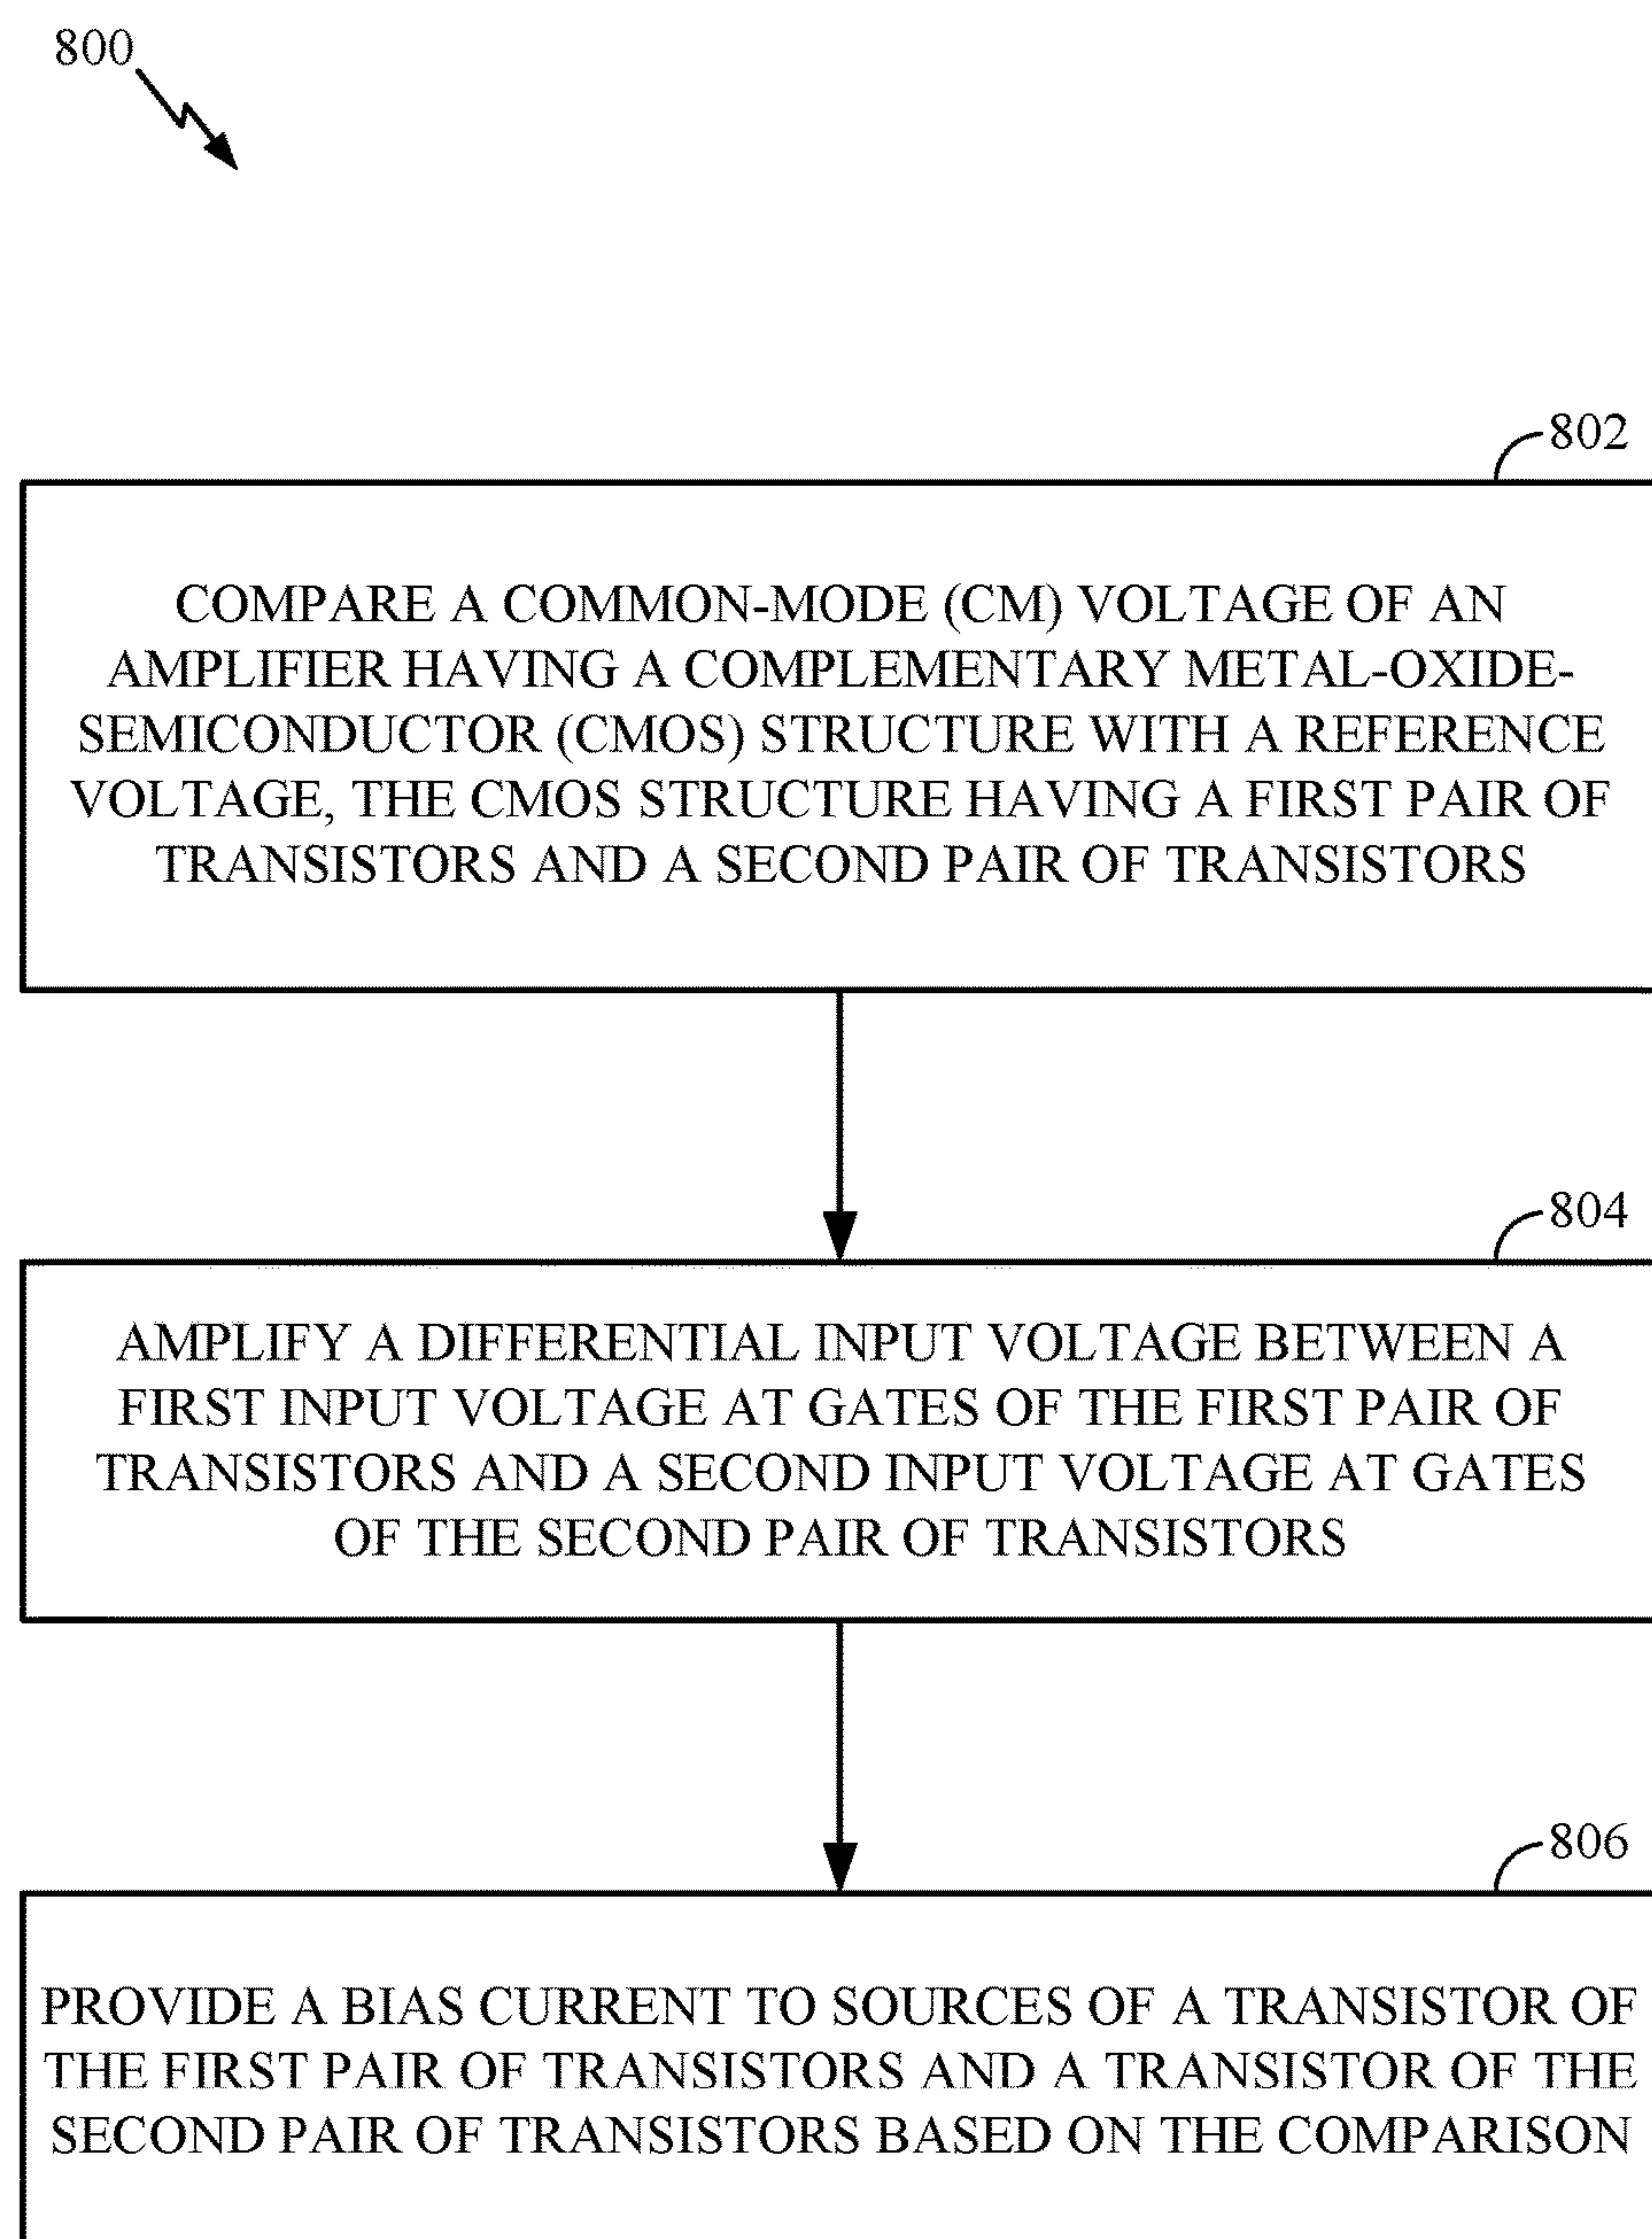 800
802
COMPARE A COMMON-MODE (CM) VOLTAGE OF AN
AMPLIFIER HAVING A COMPLEMENTARY METAL-OXIDE-
SEMICONDUCTOR (CMOS) STRUCTURE WITH A REFERENCE
VOLTAGE, THE CMOS STRUCTURE HAVING A FIRST PAIR OF
TRANSISTORS AND A SECOND PAIR OF TRANSISTORS
804
AMPLIFY A DIFFERENTIAL INPUT VOLTAGE BETWEEN A
FIRST INPUT VOLTAGE AT GATES OF THE FIRST PAIR OF
TRANSISTORS AND A SECOND INPUT VOLTAGE AT GATES
OF THE SECOND PAIR OF TRANSISTORS
806
PROVIDE A BIAS CURRENT TO SOURCES OF A TRANSISTOR OF
THE FIRST PAIR OF TRANSISTORS AND A TRANSISTOR OF THE
SECOND PAIR OF TRANSISTORS BASED ON THE COMPARISON